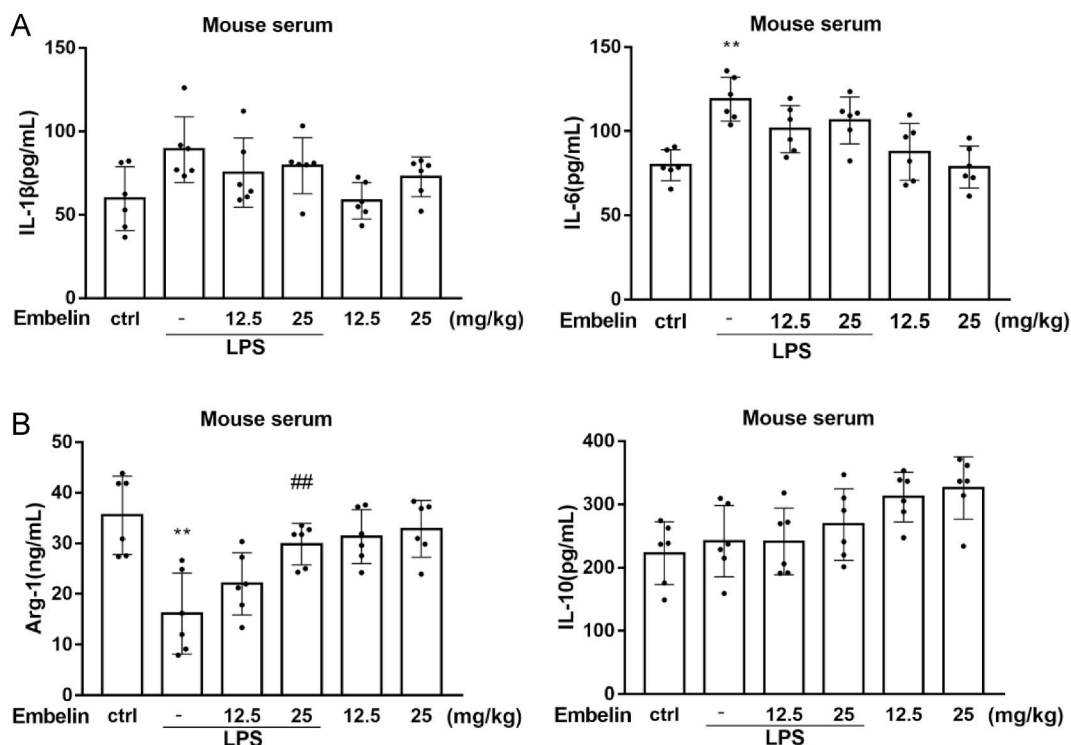 A
Mouse serum
IL-1β(pg/mL)
150
100
50
0
Embelin ctrl - 12.5 25 12.5 25 (mg/kg)
LPS
Mouse serum
IL-6(pg/mL)
150
100
50
0
**
Embelin ctrl - 12.5 25 12.5 25 (mg/kg)
LPS
B
Mouse serum
Arg-1(ng/mL)
50
40
30
20
10
0
**
##
Embelin ctrl - 12.5 25 12.5 25 (mg/kg)
LPS
Mouse serum
IL-10(pg/mL)
400
300
200
100
0
Embelin ctrl - 12.5 25 12.5 25 (mg/kg)
LPS